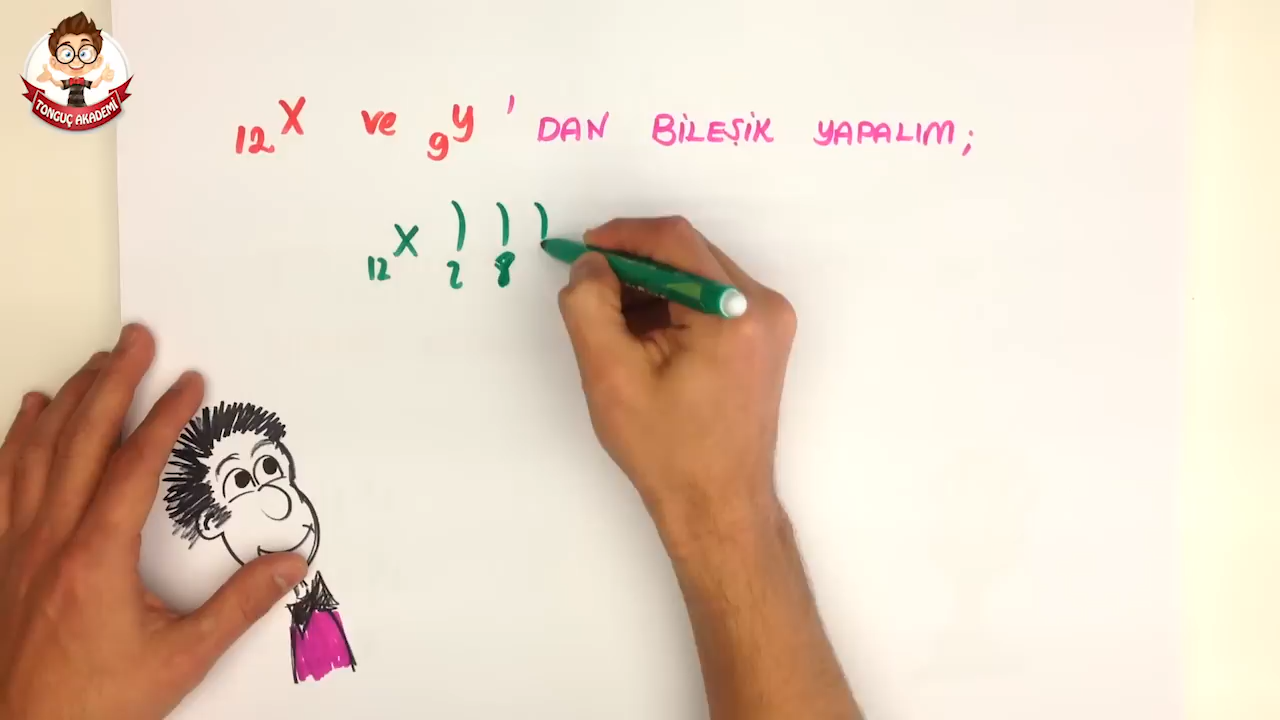 TONGUÇ AKADEMİ
12X ve 9Y' DAN BİLEŞİK YAPALIM;
12X ) ) )
2 8